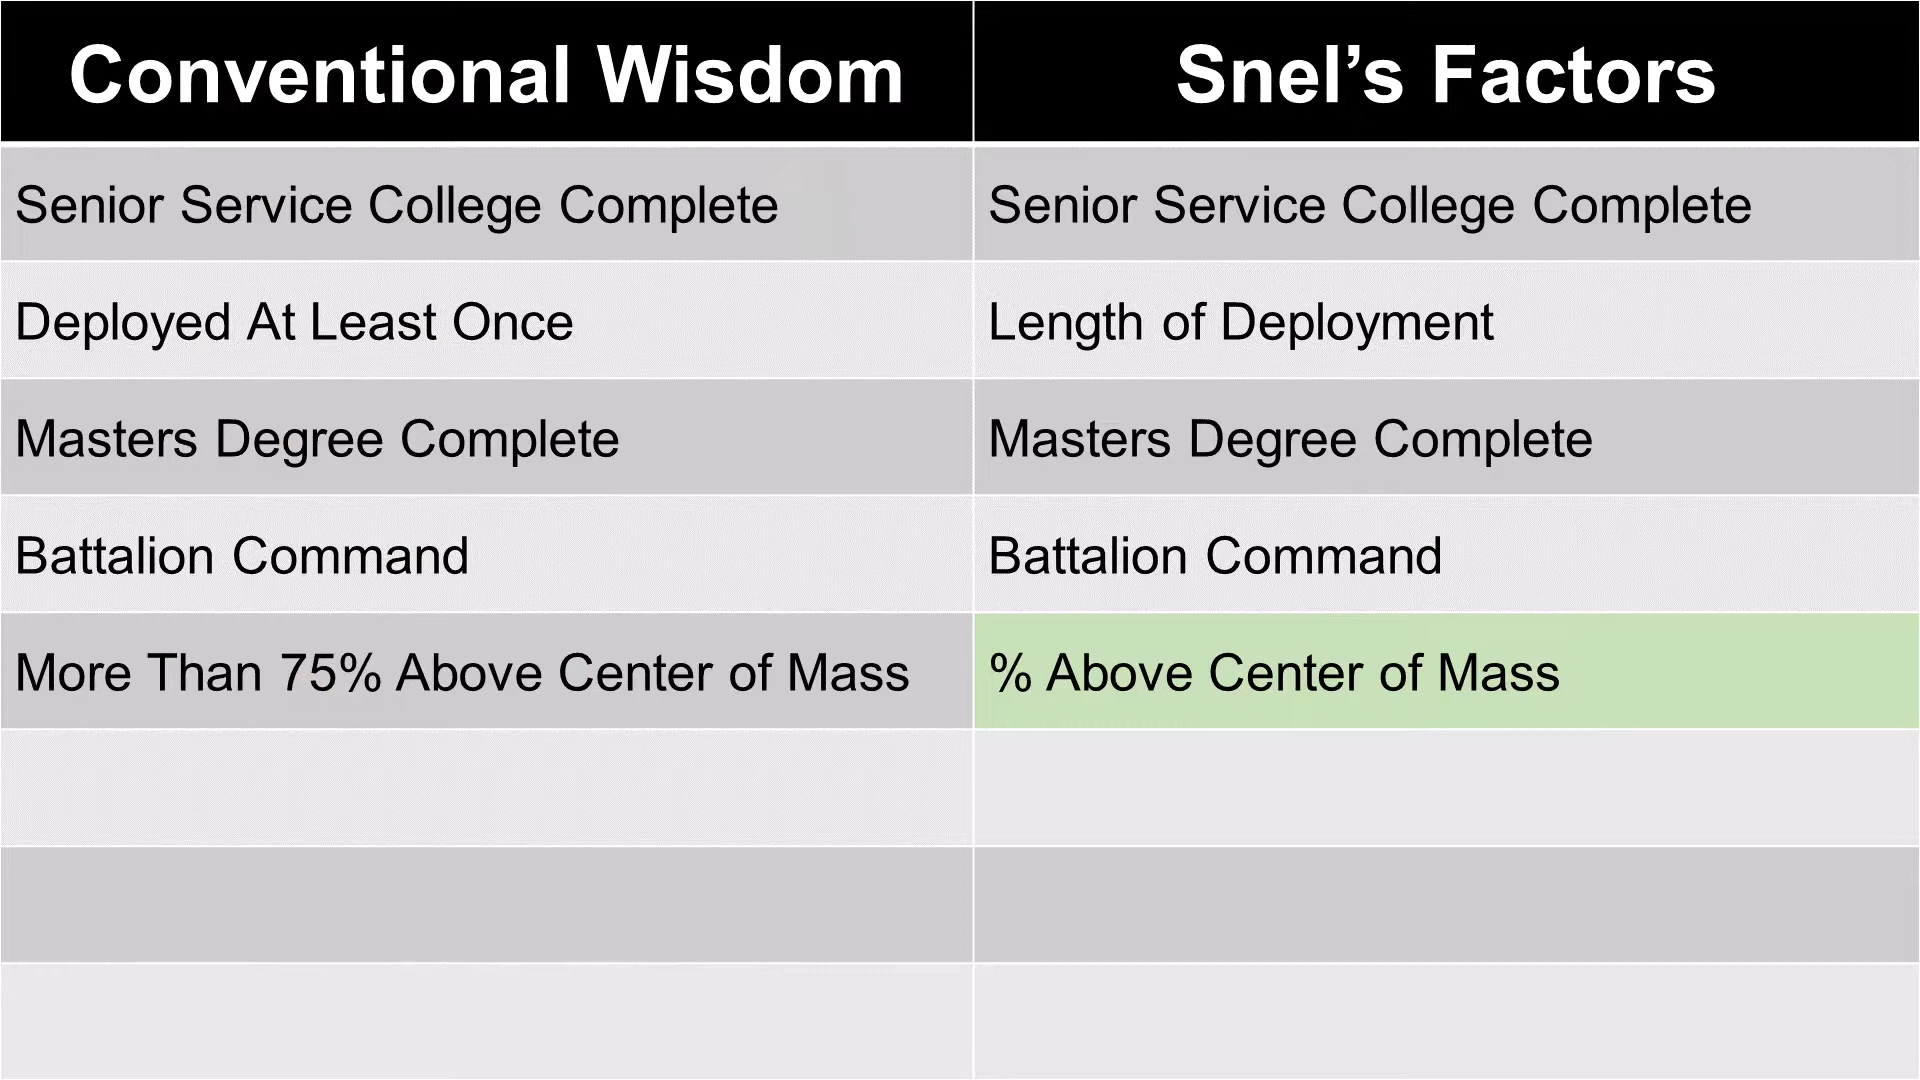 Conventional Wisdom
Snel’s Factors
Senior Service College Complete
Senior Service College Complete
Deployed At Least Once
Length of Deployment
Masters Degree Complete
Masters Degree Complete
Battalion Command
Battalion Command
More Than 75% Above Center of Mass
% Above Center of Mass